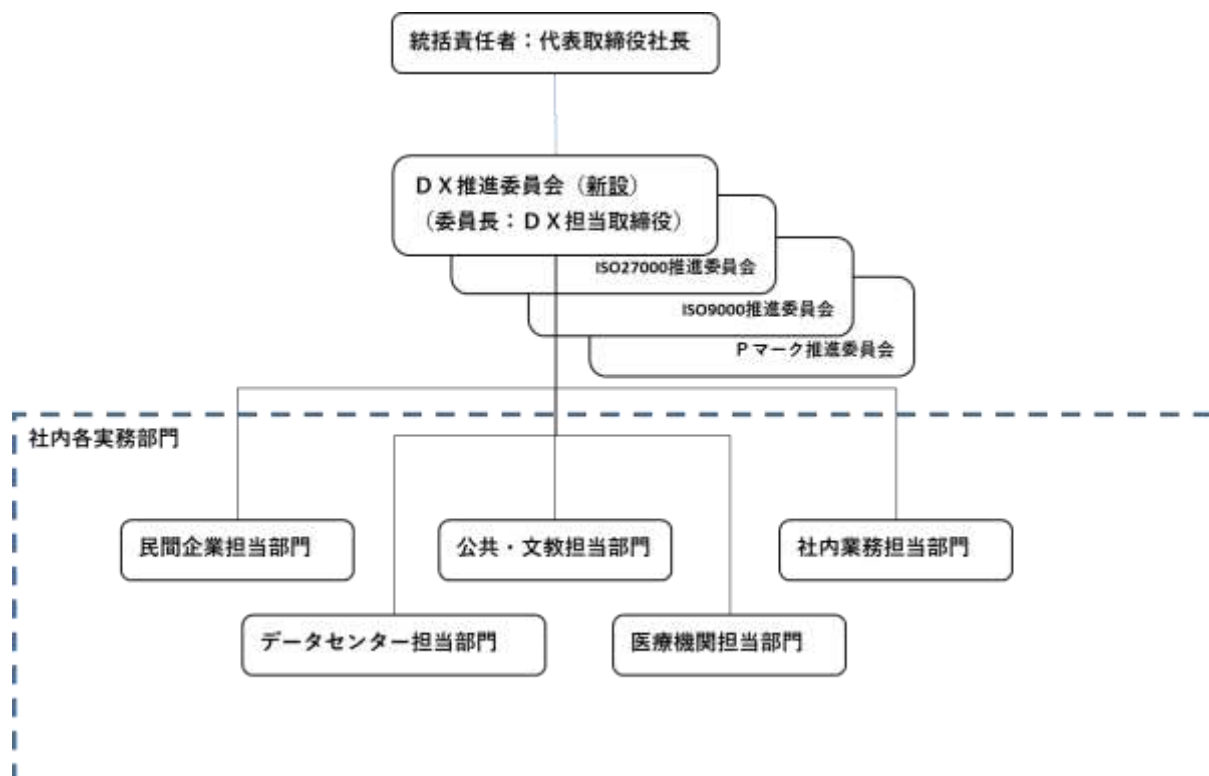 統括責任者：代表取締役社長
ＤＸ推進委員会（新設）
（委員長：ＤＸ担当取締役）
ISO27000推進委員会
ISO9000推進委員会
Ｐマーク推進委員会
社内各実務部門
民間企業担当部門
公共・文教担当部門
社内業務担当部門
データセンター担当部門
医療機関担当部門